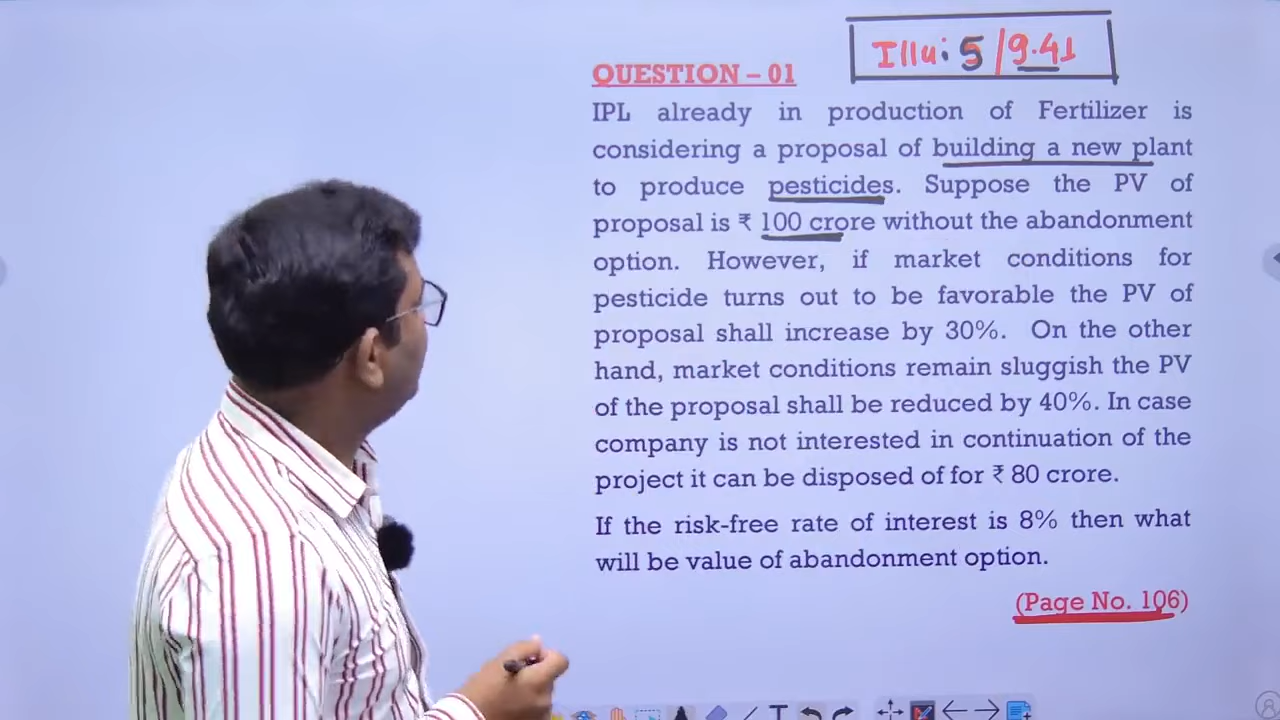 Illu: 5 / 9.41
QUESTION – 01
IPL already in production of Fertilizer is
considering a proposal of building a new plant
to produce pesticides. Suppose the PV of
proposal is ₹ 100 crore without the abandonment
option. However, if market conditions for
pesticide turns out to be favorable the PV of
proposal shall increase by 30%. On the other
hand, market conditions remain sluggish the PV
of the proposal shall be reduced by 40%. In case
company is not interested in continuation of the
project it can be disposed of for ₹ 80 crore.
If the risk-free rate of interest is 8% then what
will be value of abandonment option.
(Page No. 106)